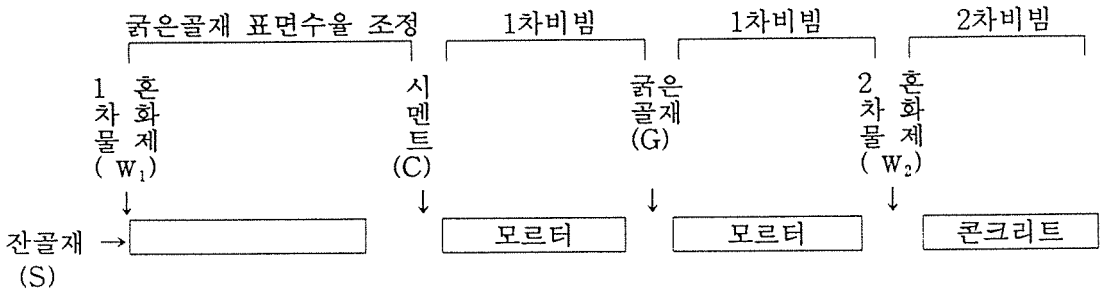 굵은골재 표면수율 조정 1차비빔 1차비빔 2차비빔
1차물 혼화제 (W₁)
시멘트 (C)
굵은골재 (G)
2차물 혼화제 (W₂)
잔골재 (S)
모르터 모르터 콘크리트